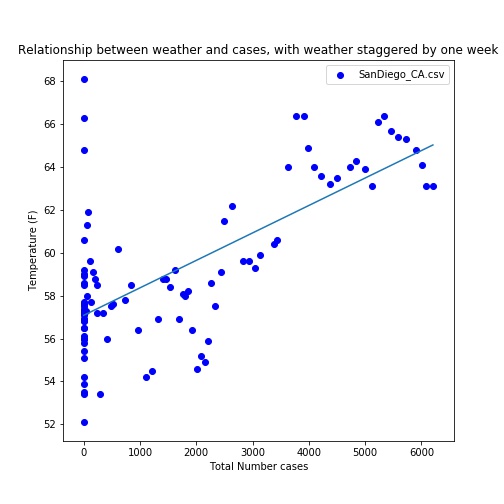 Relationship between weather and cases, with weather staggered by one week
SanDiego_CA.csv
68
66
64
62
60
58
56
54
52
Temperature (F)
0 1000 2000 3000 4000 5000 6000
Total Number cases